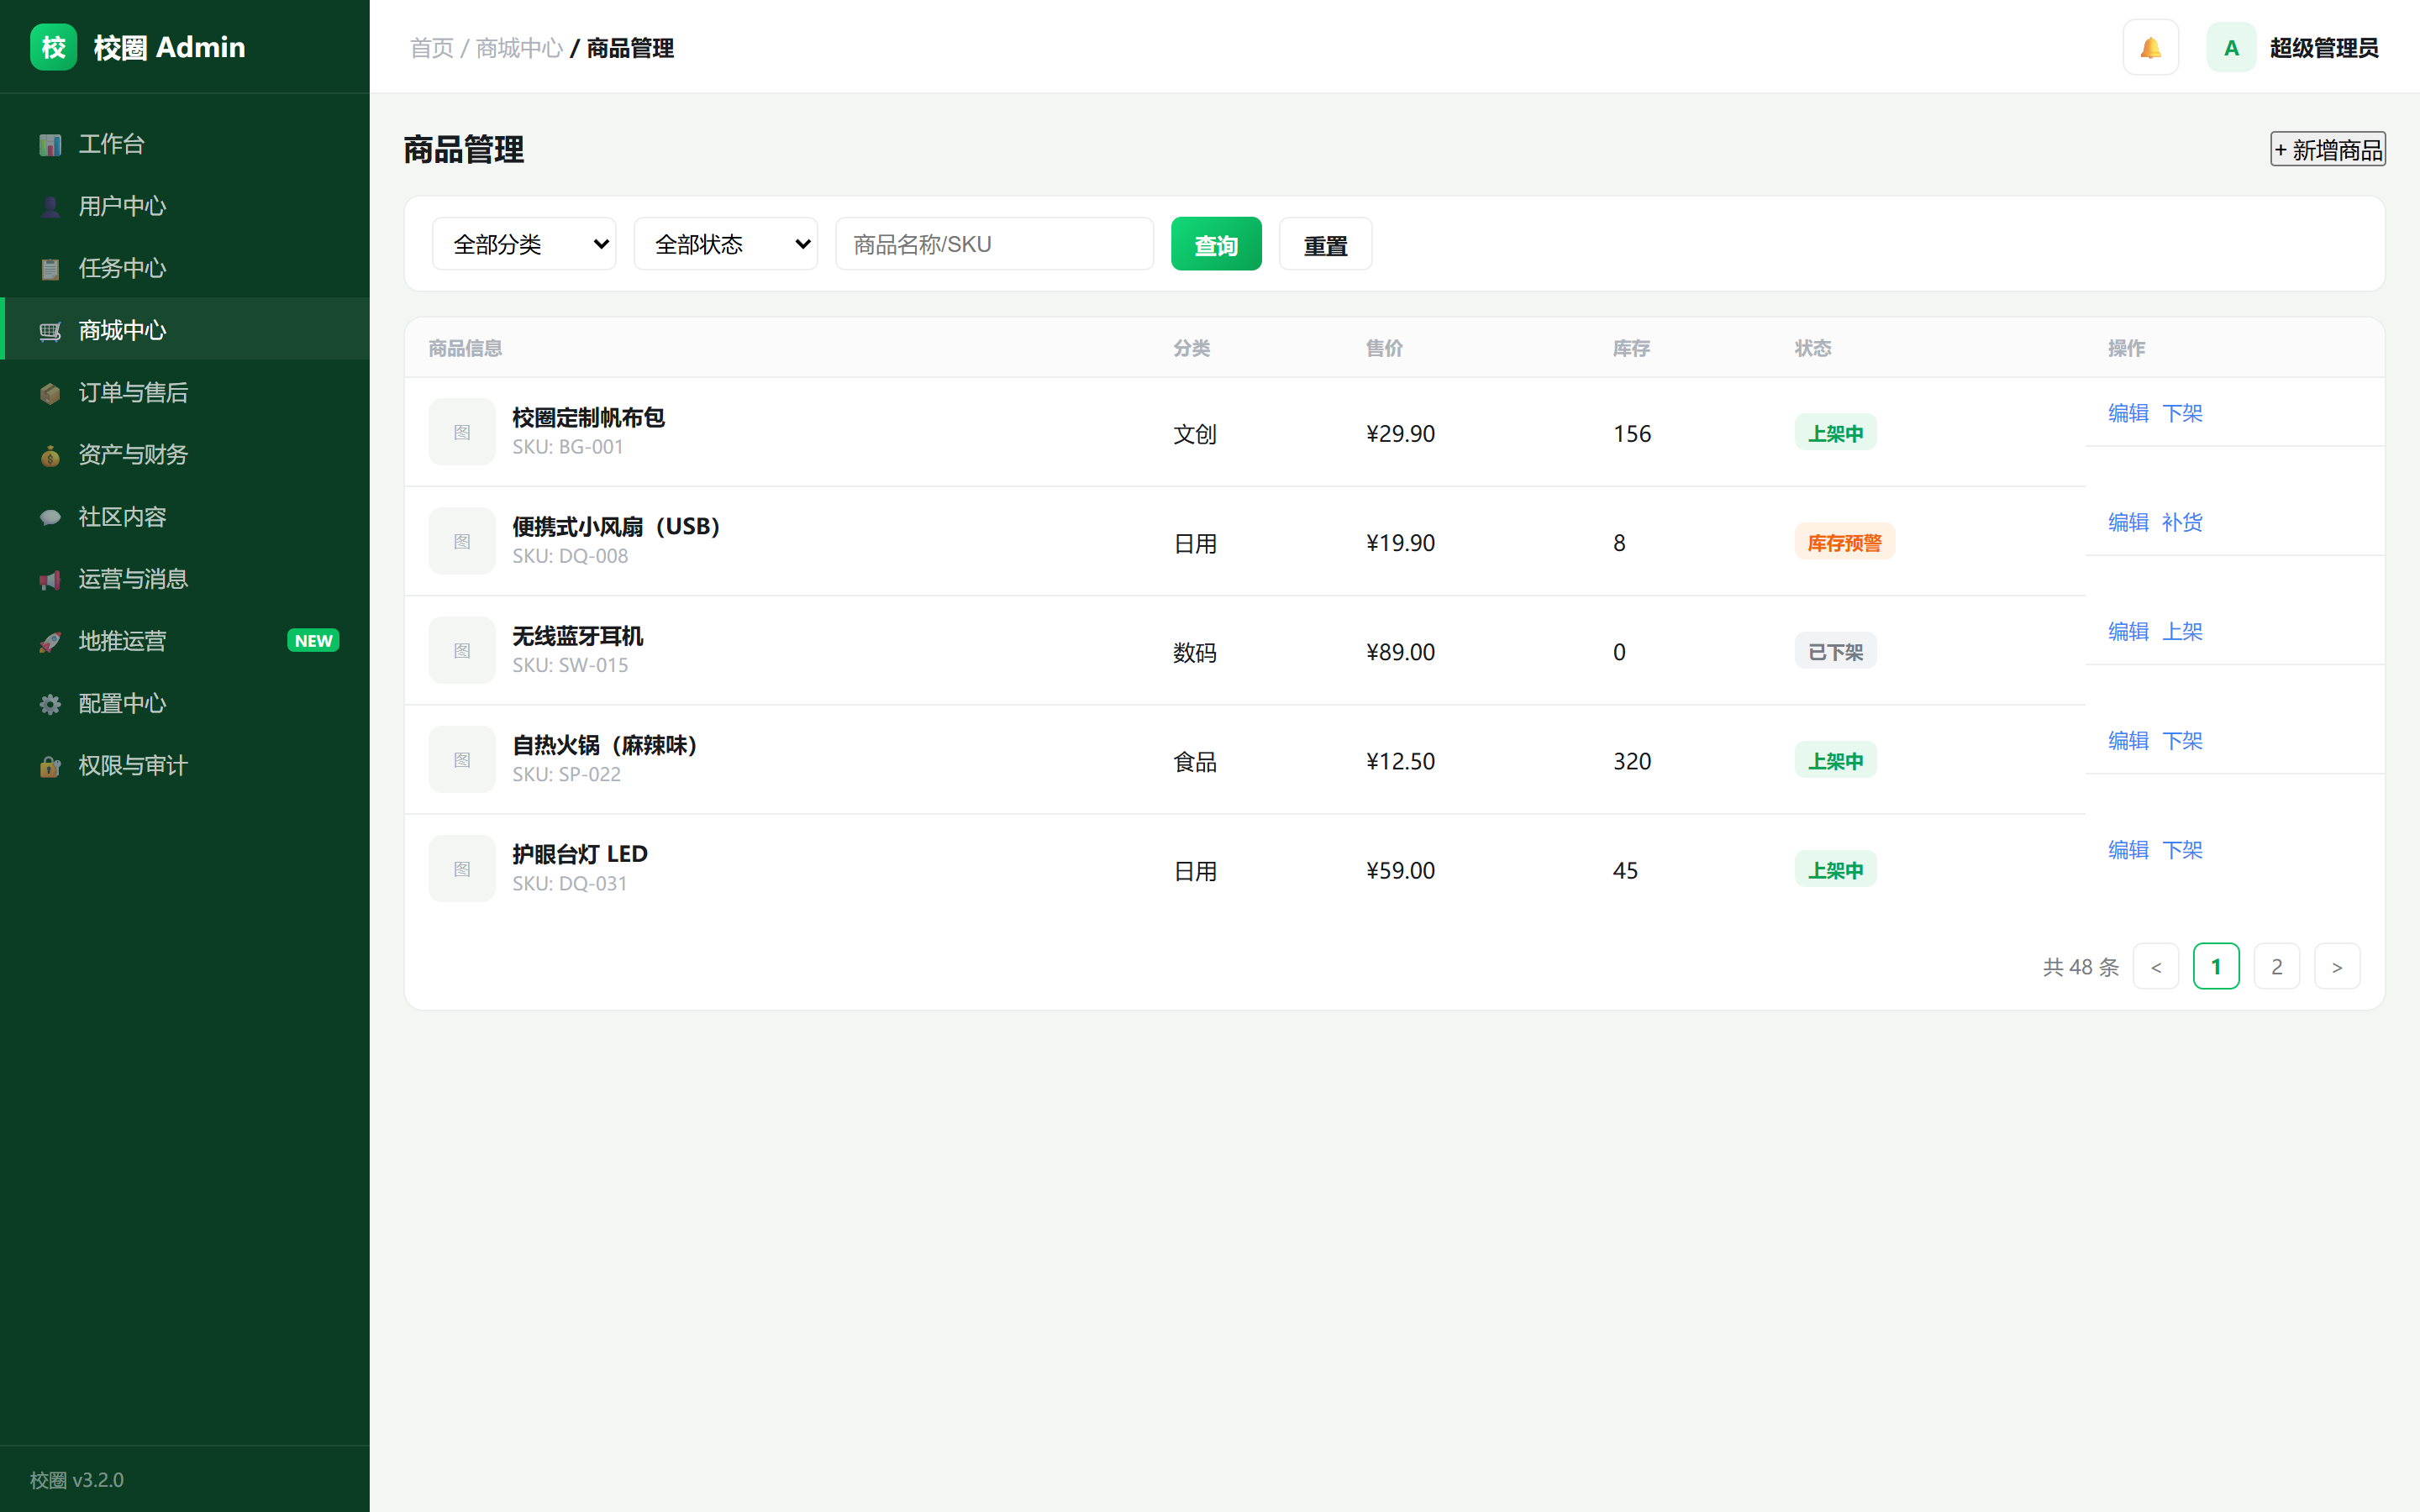 校 校圈 Admin
首页 / 商城中心 / 商品管理
A 超级管理员
工作台
用户中心
任务中心
商城中心
订单与售后
资产与财务
社区内容
运营与消息
地推运营 NEW
配置中心
权限与审计
校圈 v3.2.0
商品管理
+ 新增商品
全部分类 全部状态 商品名称/SKU 查询 重置
商品信息 分类 售价 库存 状态 操作
图 校圈定制帆布包 文创 ¥29.90 156 上架中 编辑 下架
SKU: BG-001
图 便携式小风扇（USB） 日用 ¥19.90 8 库存预警 编辑 补货
SKU: DQ-008
图 无线蓝牙耳机 数码 ¥89.00 0 已下架 编辑 上架
SKU: SW-015
图 自热火锅（麻辣味） 食品 ¥12.50 320 上架中 编辑 下架
SKU: SP-022
图 护眼台灯 LED 日用 ¥59.00 45 上架中 编辑 下架
SKU: DQ-031
共 48 条 < 1 2 >